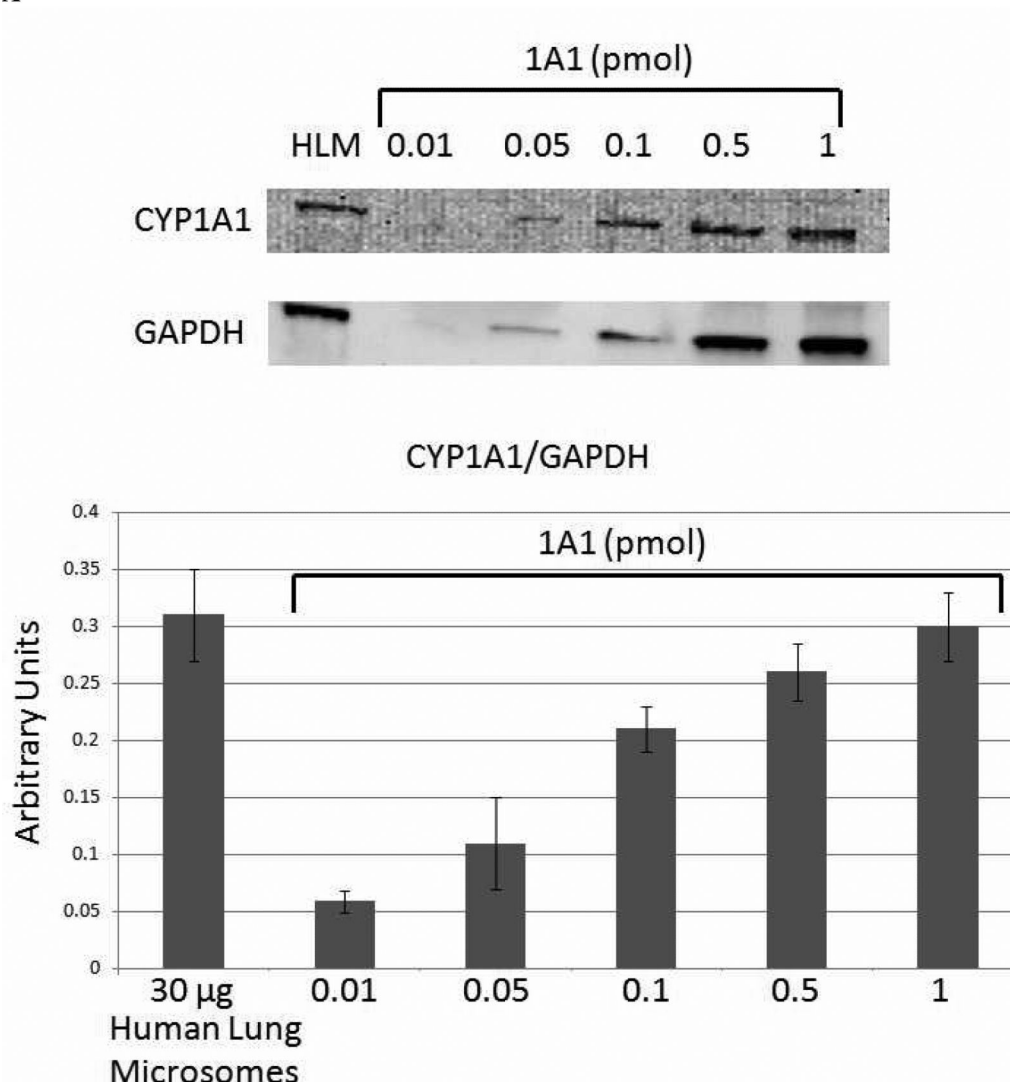 1A1 (pmol)
HLM 0.01 0.05 0.1 0.5 1
CYP1A1
GAPDH
CYP1A1/GAPDH
0.4
1A1 (pmol)
0.35
0.3
0.25
0.2
0.15
0.1
0.05
0
Arbitrary Units
30 µg 0.01 0.05 0.1 0.5 1
Human Lung
Microsomes